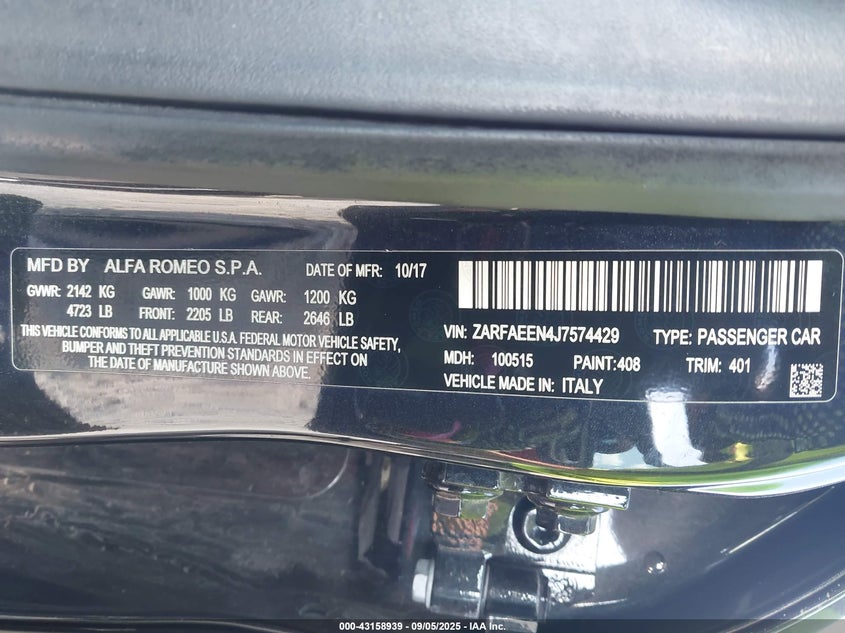 MFD BY ALFA ROMEO S.P.A. DATE OF MFR: 10/17
GVWR: 2142 KG GAWR: 1000 KG GAWR: 1200 KG
4723 LB FRONT: 2205 LB REAR: 2646 LB
THIS VEHICLE CONFORMS TO ALL APPLICABLE U.S.A. FEDERAL MOTOR VEHICLE SAFETY,
BUMPER AND THEFT PREVENTION STANDARDS IN EFFECT ON
THE DATE OF MANUFACTURE SHOWN ABOVE.
VIN: ZARFAEEN4J7574429 TYPE: PASSENGER CAR
MDH: 100515 PAINT: 408 TRIM: 401
VEHICLE MADE IN: ITALY
000-43158939 - 09/05/2025 - IAA Inc.